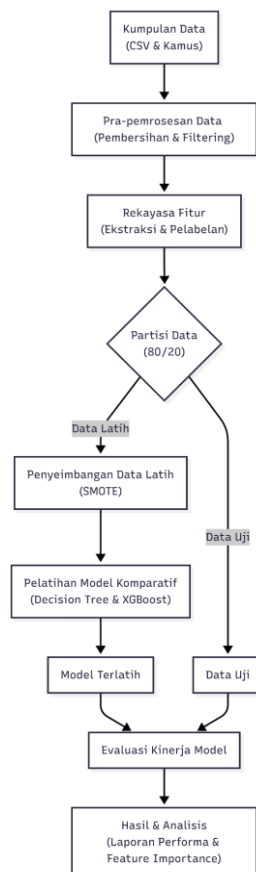 Kumpulan Data
(CSV & Kamus)
Pra-pemrosesan Data
(Pembersihan & Filtering)
Rekayasa Fitur
(Ekstraksi & Pelabelan)
Partisi Data
(80/20)
Data Latih
Penyeimbangan Data Latih
(SMOTE)
Data Uji
Pelatihan Model Komparatif
(Decision Tree & XGBoost)
Model Terlatih
Data Uji
Evaluasi Kinerja Model
Hasil & Analisis
(Laporan Performa &
Feature Importance)